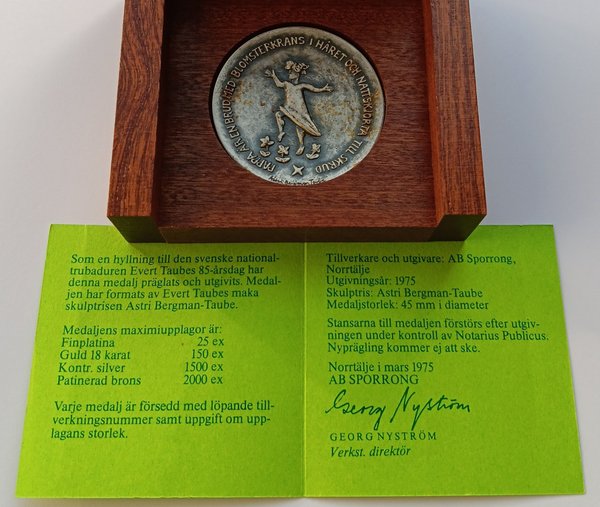 PAPPA ÄR EN BRUD MED BLOMSTERKRANS I HÅRET OCH NATTSKJORTA TILL SKRUD
Som en hyllning till den svenske national-
trubaduren Evert Taubes 85-årsdag har
denna medalj präglats och utgivits. Medal-
jen har formats av Evert Taubes maka
skulptrisen Astri Bergman-Taube.
Medaljens maximiupplagor är:
Finplatina 25 ex
Guld 18 karat 150 ex
Kontr. silver 1500 ex
Patinerad brons 2000 ex
Varje medalj är försedd med löpande till-
verkningsnummer samt uppgift om upp-
lagans storlek.
Tillverkare och utgivare: AB Sporrong,
Norrtälje
Utgivningsår: 1975
Skulptris: Astri Bergman-Taube
Medaljstorlek: 45 mm i diameter
Stansarna till medaljen förstörs efter utgiv-
ningen under kontroll av Notarius Publicus.
Nyprägling kommer ej att ske.
Norrtälje i mars 1975
AB SPORRONG
Georg Nyström
GEORG NYSTRÖM
Verkst. direktör